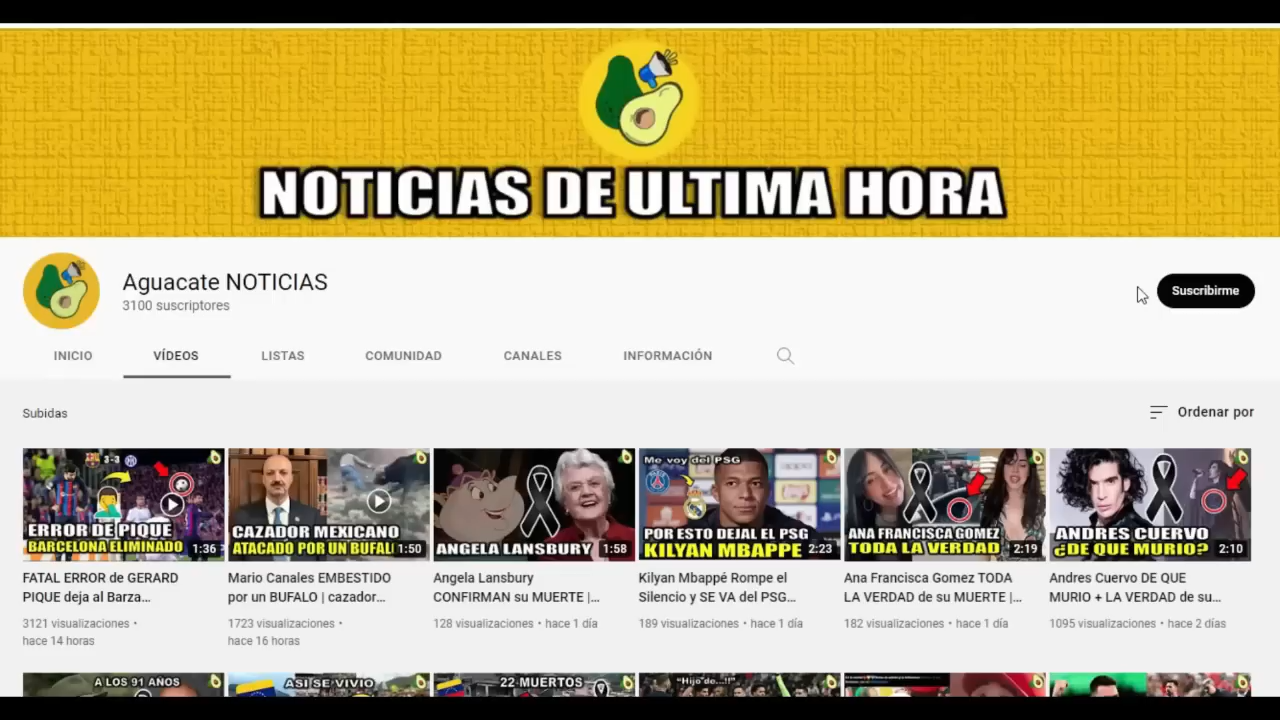 NOTICIAS DE ULTIMA HORA
Aguacate NOTICIAS
3100 suscriptores
Suscribirme
INICIO
VÍDEOS
LISTAS
COMUNIDAD
CANALES
INFORMACIÓN
Subidas
Ordenar por
3-3
ERROR DE PIQUE
BARCELONA ELIMINADO
1:36
FATAL ERROR de GERARD
PIQUE deja al Barza...
3121 visualizaciones •
hace 14 horas
CAZADOR MEXICANO
ATACADO POR UN BUFAL
1:50
Mario Canales EMBESTIDO
por un BUFALO | cazador...
1723 visualizaciones •
hace 16 horas
ANGELA LANSBURY
1:58
Angela Lansbury
CONFIRMAN su MUERTE |...
128 visualizaciones • hace 1 día
Me voy del PSG
POR ESTO DEJAL EL PSG
KILYAN MBAPPE
2:23
Kilyan Mbappé Rompe el
Silencio y SE VA del PSG...
189 visualizaciones • hace 1 día
ANA FRANCISCA GOMEZ
TODA LA VERDAD
2:19
Ana Francisca Gomez TODA
LA VERDAD de su MUERTE |...
182 visualizaciones • hace 1 día
ANDRES CUERVO
¿DE QUE MURIO?
2:10
Andres Cuervo DE QUE
MURIO + LA VERDAD de su...
1095 visualizaciones • hace 2 días
A LOS 91 AÑOS
ASI SE VIVIO
22 MUERTOS
"Hijo de...!!"